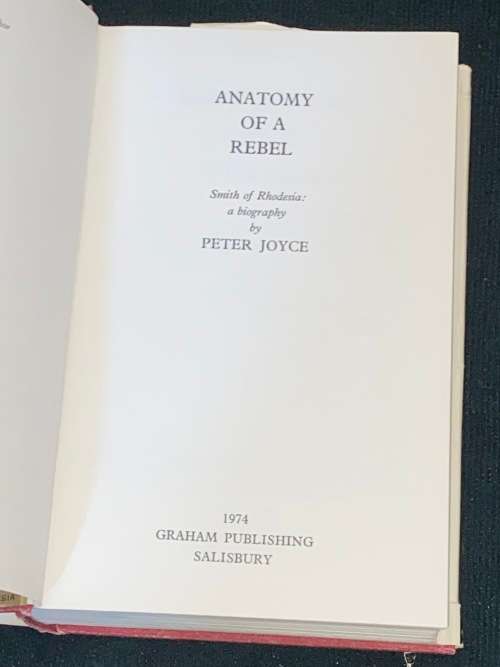 ANATOMY
OF A
REBEL
Smith of Rhodesia:
a biography
by
PETER JOYCE
1974
GRAHAM PUBLISHING
SALISBURY